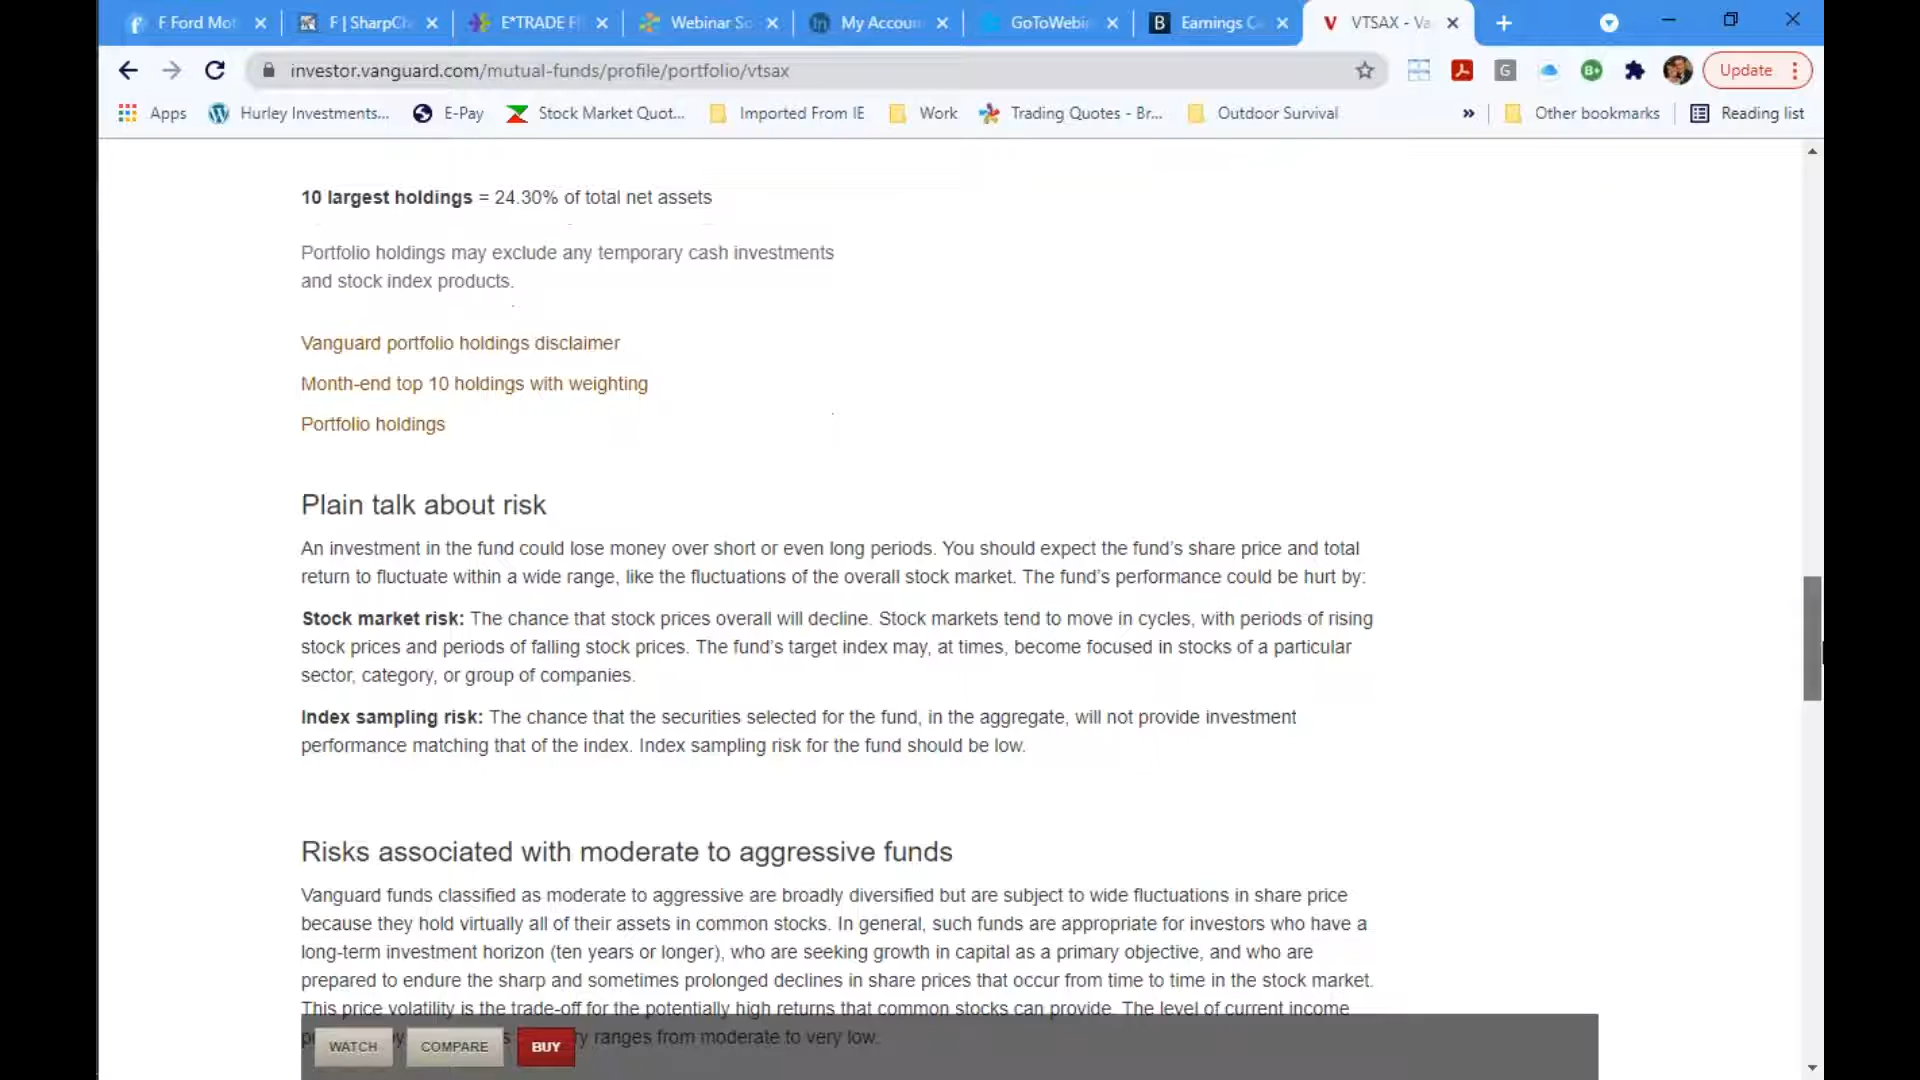 F Ford Mot
F | SharpCh
E*TRADE F
Webinar So
My Accoun
GoToWebi
Earnings C
VTSAX - Va
investor.vanguard.com/mutual-funds/profile/portfolio/vtsax
Update
Apps
Hurley Investments...
E-Pay
Stock Market Quot...
Imported From IE
Work
Trading Quotes - Br...
Outdoor Survival
»
Other bookmarks
Reading list
10 largest holdings = 24.30% of total net assets
Portfolio holdings may exclude any temporary cash investments
and stock index products.
Vanguard portfolio holdings disclaimer
Month-end top 10 holdings with weighting
Portfolio holdings
Plain talk about risk
An investment in the fund could lose money over short or even long periods. You should expect the fund's share price and total
return to fluctuate within a wide range, like the fluctuations of the overall stock market. The fund's performance could be hurt by:
Stock market risk: The chance that stock prices overall will decline. Stock markets tend to move in cycles, with periods of rising
stock prices and periods of falling stock prices. The fund's target index may, at times, become focused in stocks of a particular
sector, category, or group of companies.
Index sampling risk: The chance that the securities selected for the fund, in the aggregate, will not provide investment
performance matching that of the index. Index sampling risk for the fund should be low.
Risks associated with moderate to aggressive funds
Vanguard funds classified as moderate to aggressive are broadly diversified but are subject to wide fluctuations in share price
because they hold virtually all of their assets in common stocks. In general, such funds are appropriate for investors who have a
long-term investment horizon (ten years or longer), who are seeking growth in capital as a primary objective, and who are
prepared to endure the sharp and sometimes prolonged declines in share prices that occur from time to time in the stock market.
This price volatility is the trade-off for the potentially high returns that common stocks can provide. The level of current income
ranges from moderate to very low.
WATCH
COMPARE
BUY